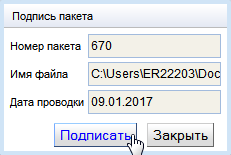 Подпись пакета
Номер пакета 670
Имя файла C:\Users\ER22203\Doc
Дата проводки 09.01.2017
Подписать Закрыть